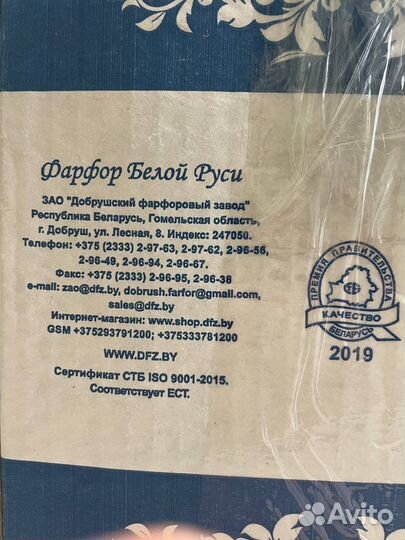 Фарфор Белой Руси
ЗАО "Добрушский фарфоровый завод"
Республика Беларусь, Гомельская область,
г. Добруш, ул. Лесная, 8. Индекс: 247050.
Телефон: +375 (2333) 2-97-63, 2-97-62, 2-96-56,
2-96-49, 2-96-94, 2-96-67.
Факс: +375 (2333) 2-96-95, 2-96-38
e-mail: zao@dfz.by, dobrush.farfor@gmail.com,
sales@dfz.by
Интернет-магазин: www.shop.dfz.by
GSM +375293791200; +375333781200
WWW.DFZ.BY
Сертификат СТБ ISO 9001-2015.
Соответствует ЕСТ.
ПРЕМИЯ ПРАВИТЕЛЬСТВА
КАЧЕСТВО
БЕЛАРУСЬ
2019
Avito